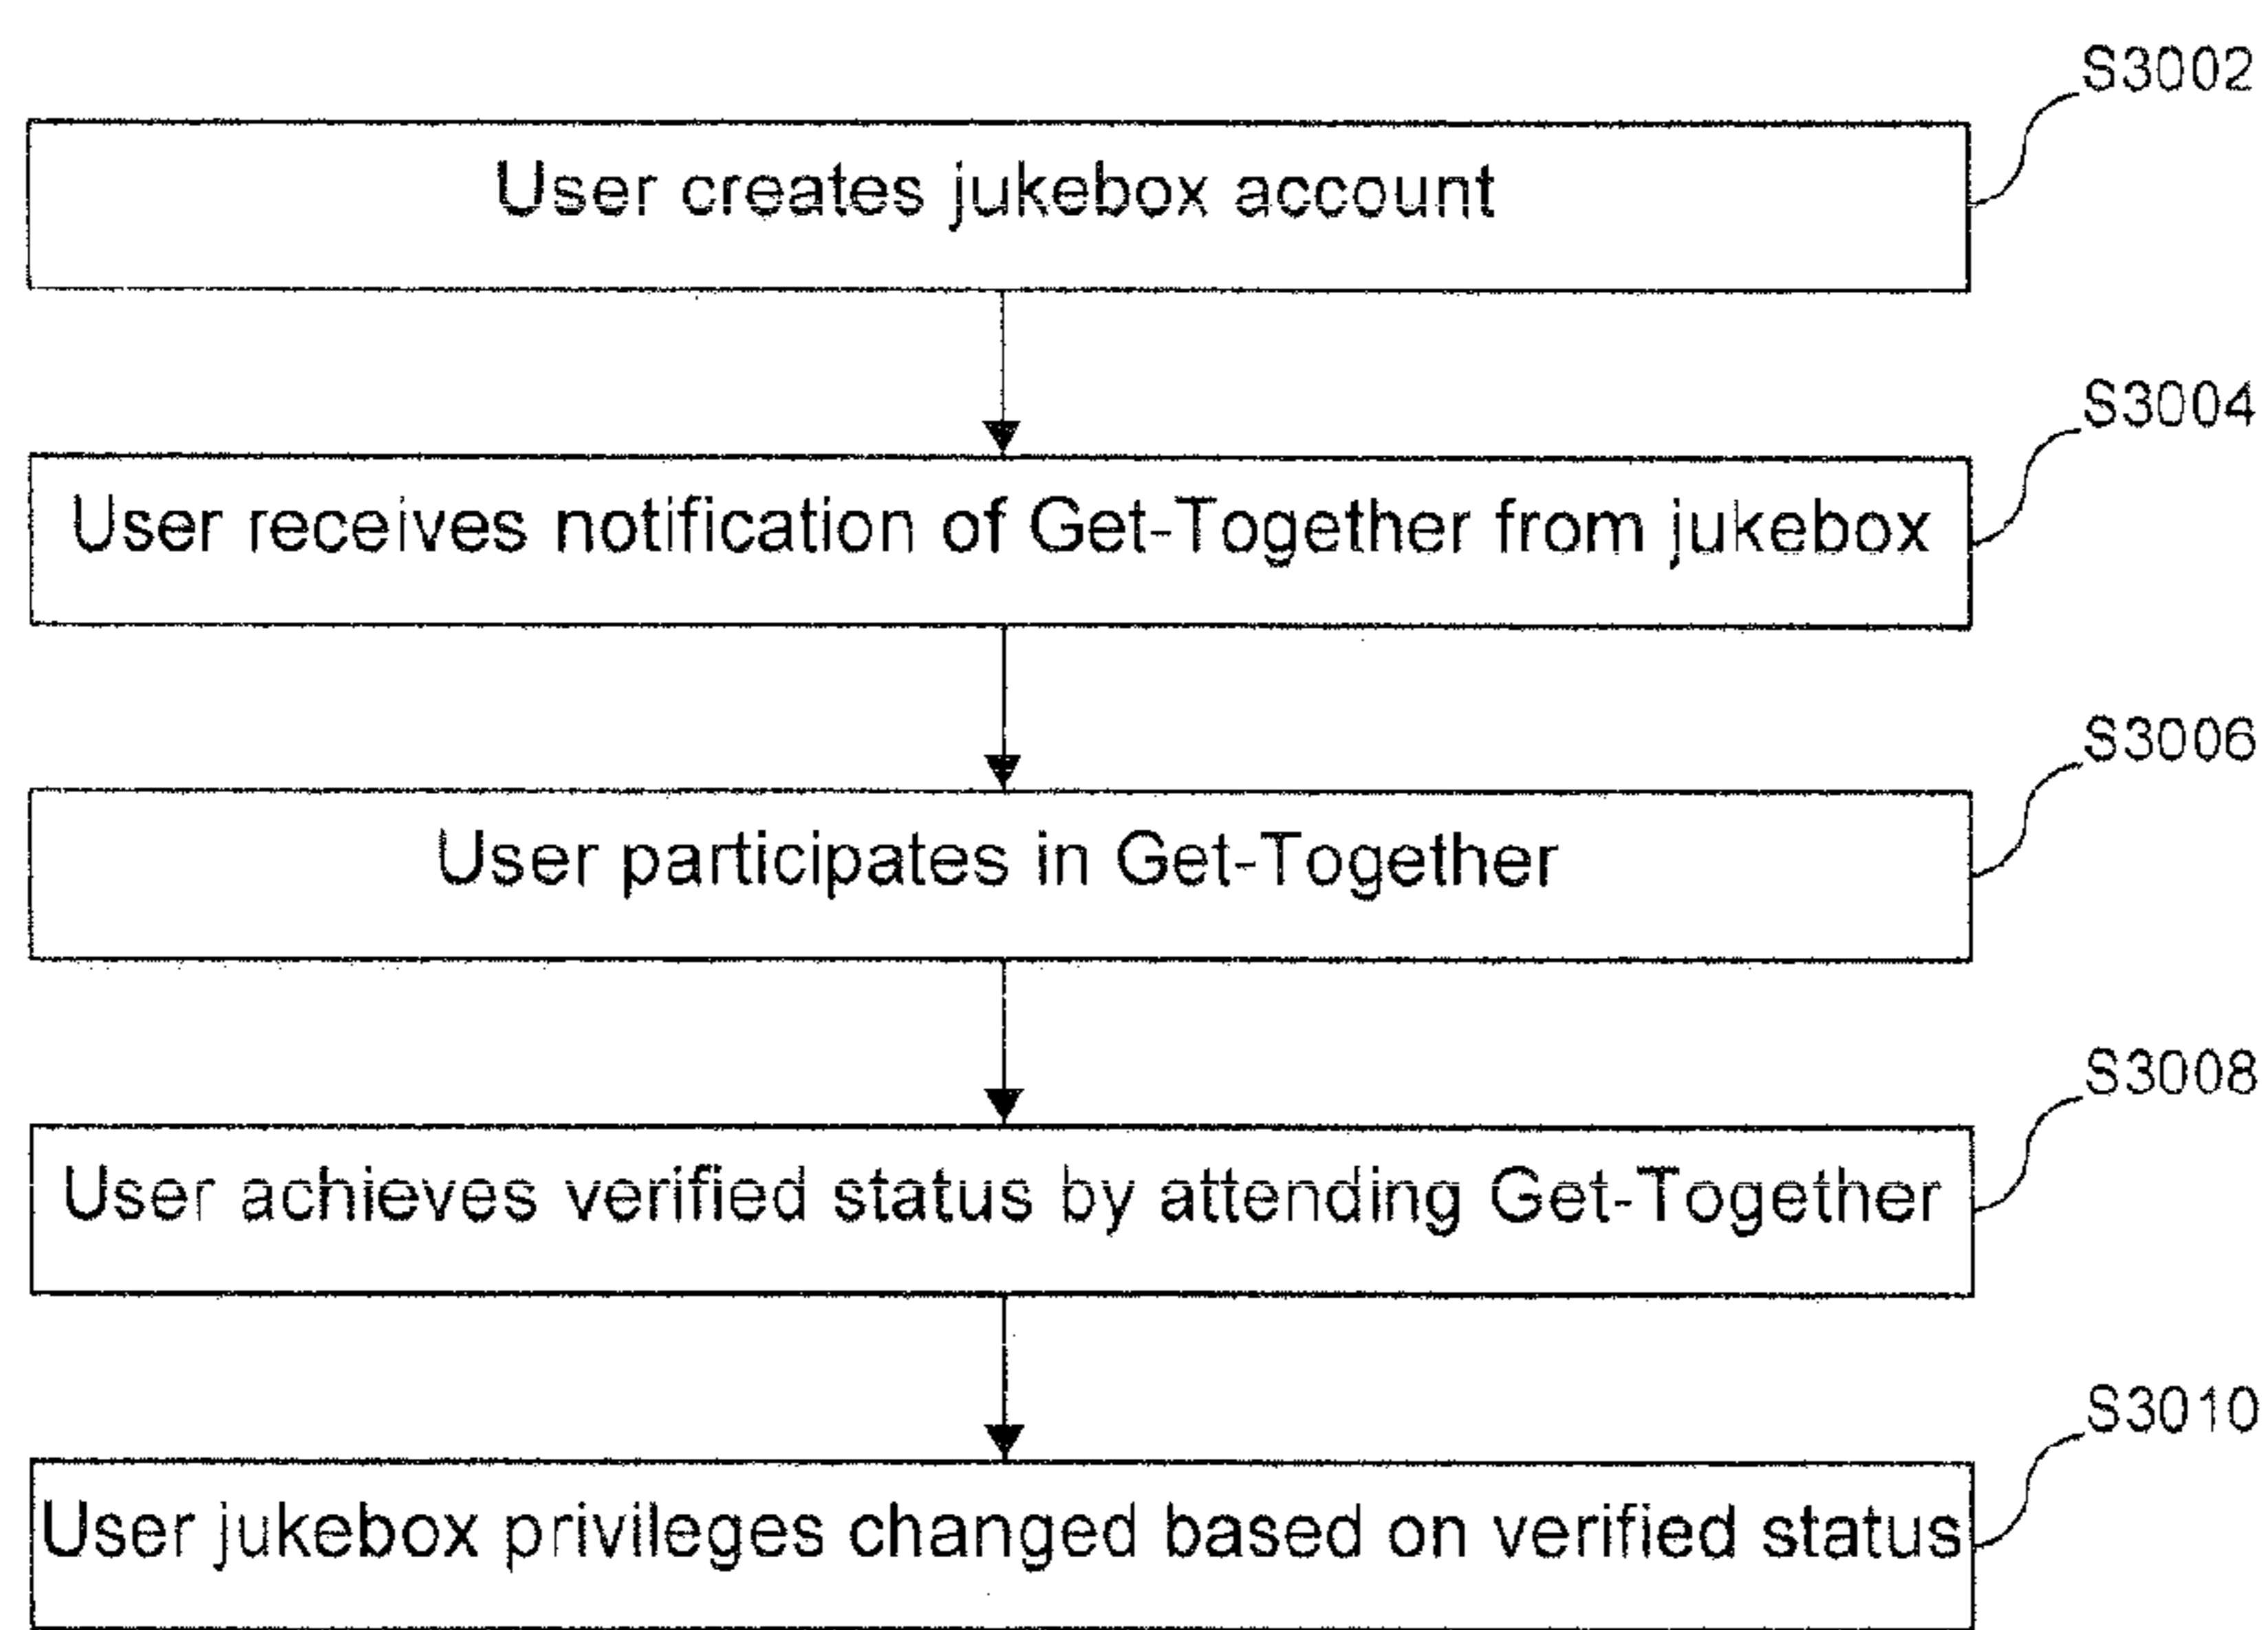 S3002
User creates jukebox account
S3004
User receives notification of Get-Together from jukebox
S3006
User participates in Get-Together
S3008
User achieves verified status by attending Get-Together
S3010
User jukebox privileges changed based on verified status